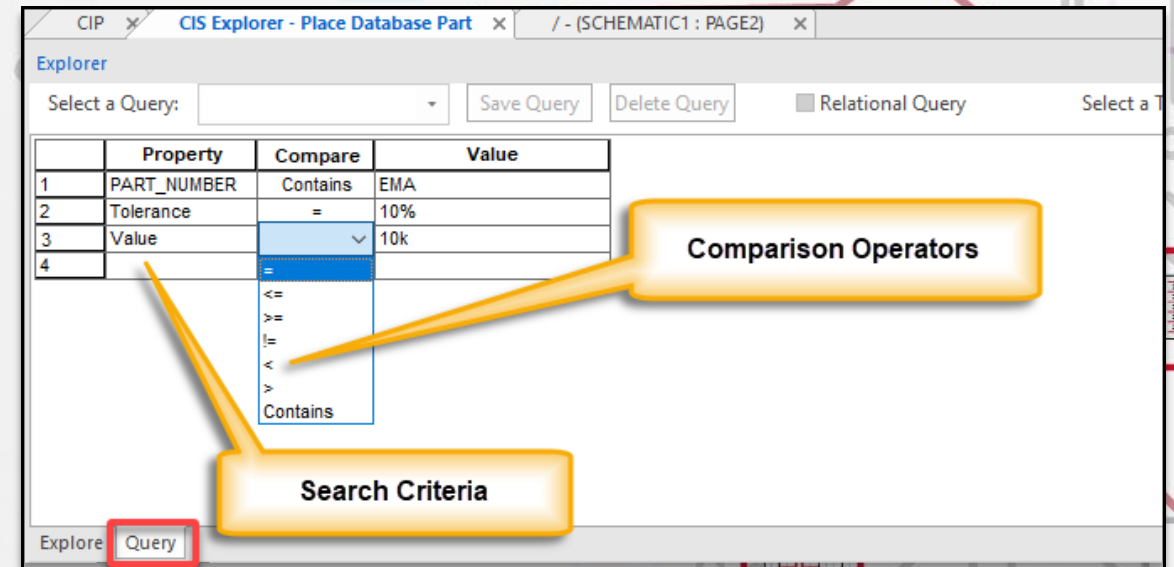 CIP × CIS Explorer - Place Database Part × / - (SCHEMATIC1 : PAGE2) ×
Explorer
Select a Query: Save Query Delete Query Relational Query Select a T
Property Compare Value
1 PART_NUMBER Contains EMA
2 Tolerance = 10%
3 Value 10k
4
=
<=
>=
!=
<
>
Contains
Comparison Operators
Search Criteria
Explore Query